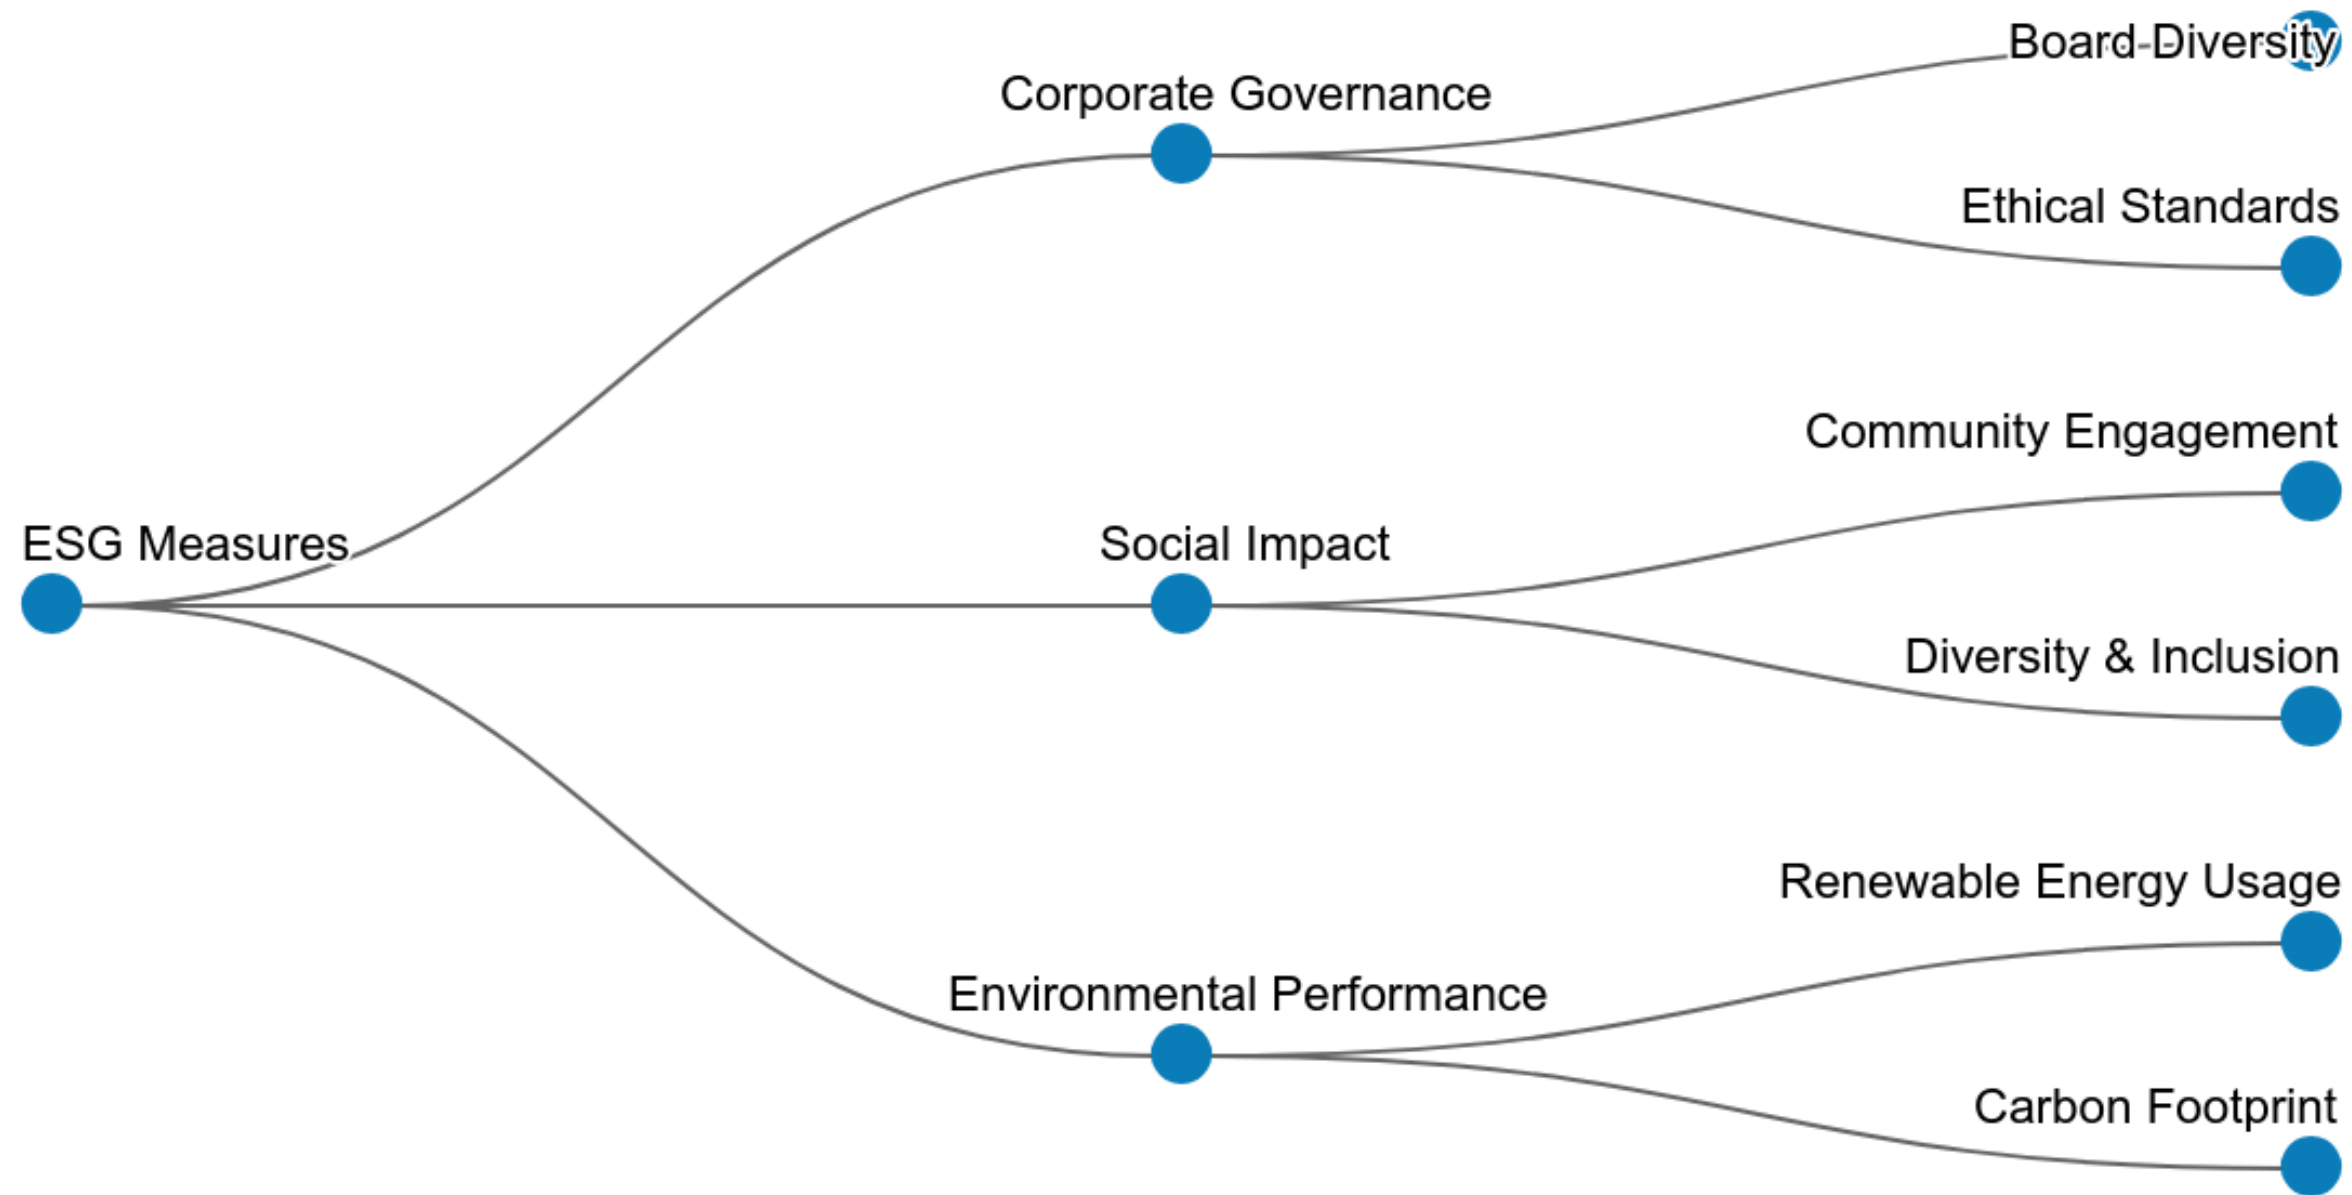 Board Diversity
Corporate Governance
Ethical Standards
Community Engagement
ESG Measures
Social Impact
Diversity & Inclusion
Renewable Energy Usage
Environmental Performance
Carbon Footprint